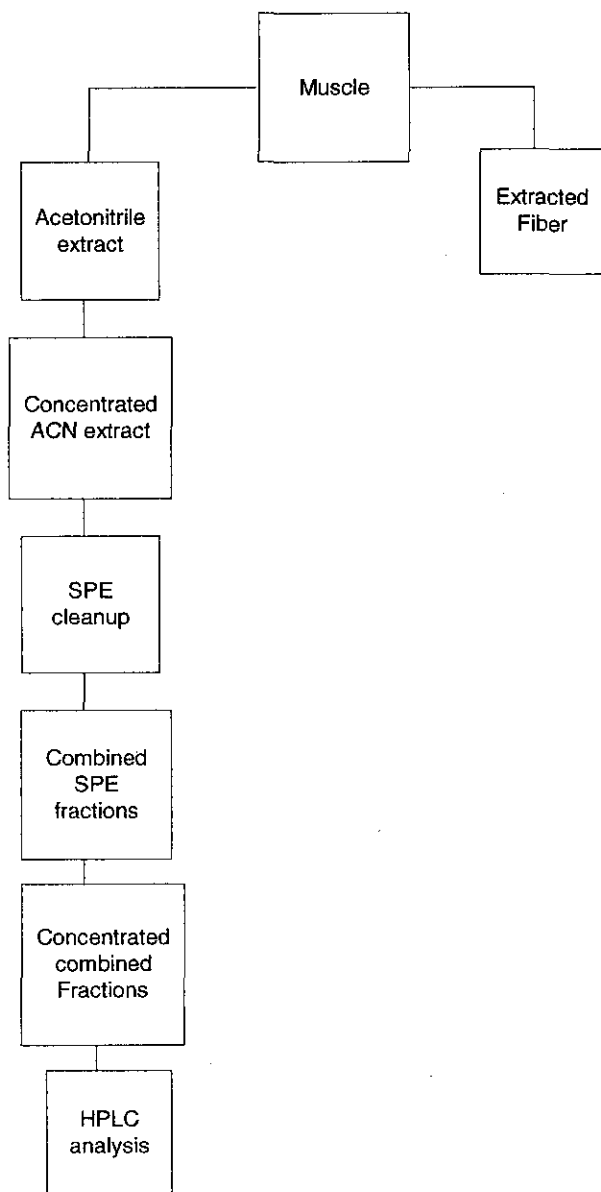 Muscle
Acetonitrile
extract
Extracted
Fiber
Concentrated
ACN extract
SPE
cleanup
Combined
SPE
fractions
Concentrated
combined
Fractions
HPLC
analysis